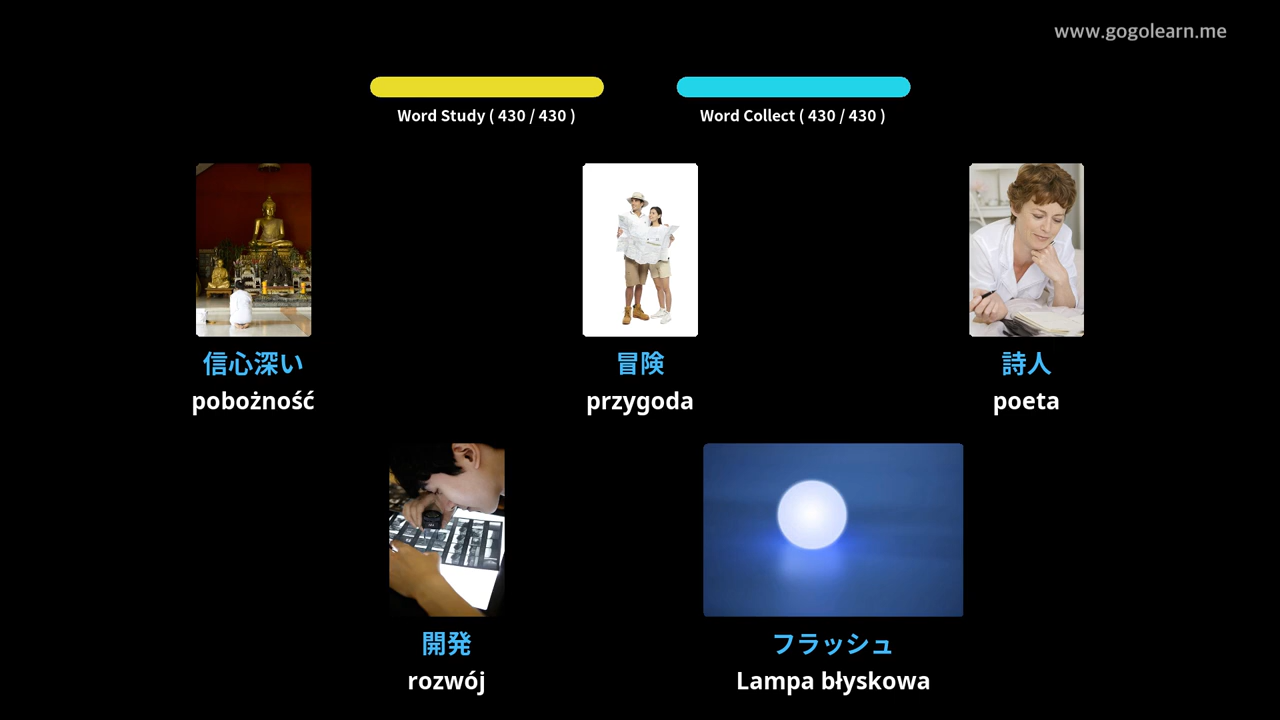 www.gogolearn.me
Word Study ( 430 / 430 )
Word Collect ( 430 / 430 )
信心深い
pobożność
冒険
przygoda
詩人
poeta
開発
rozwój
フラッシュ
Lampa błyskowa